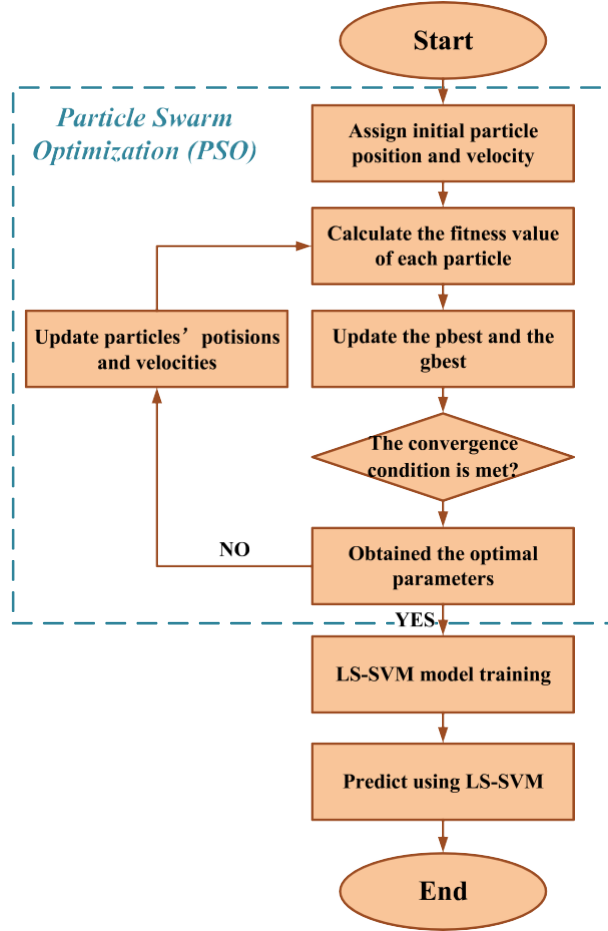 Start
Particle Swarm
Optimization (PSO)
Assign initial particle
position and velocity
Calculate the fitness value
of each particle
Update particles’ potisions
and velocities
Update the pbest and the
gbest
The convergence
condition is met?
NO
Obtained the optimal
parameters
YES
LS-SVM model training
Predict using LS-SVM
End